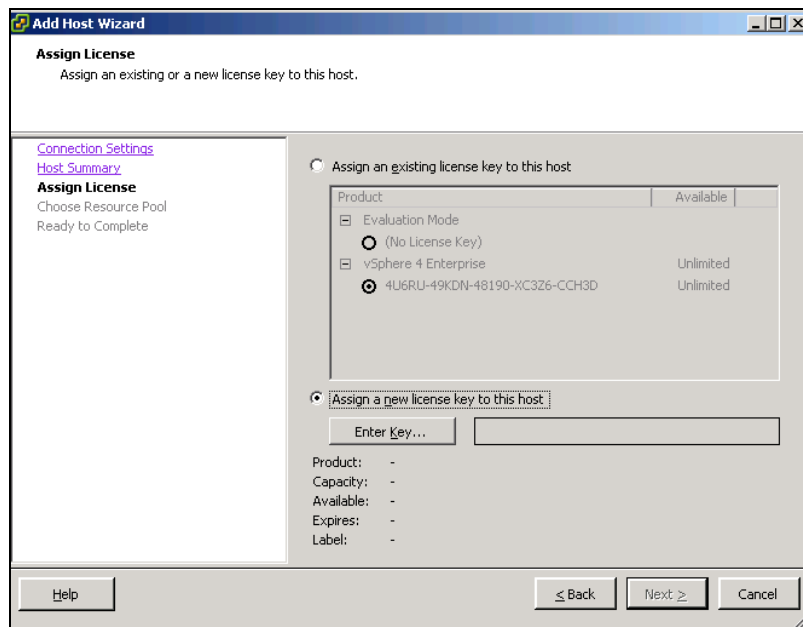 Add Host Wizard
Assign License
Assign an existing or a new license key to this host.
Connection Settings
Host Summary
Assign License
Choose Resource Pool
Ready to Complete
Assign an existing license key to this host
Product Available
Evaluation Mode
(No License Key)
vSphere 4 Enterprise Unlimited
4U6RU-49KDN-48190-XC3Z6-CCH3D Unlimited
Assign a new license key to this host
Enter Key...
Product: -
Capacity: -
Available: -
Expires: -
Label: -
Help
< Back
Next >
Cancel